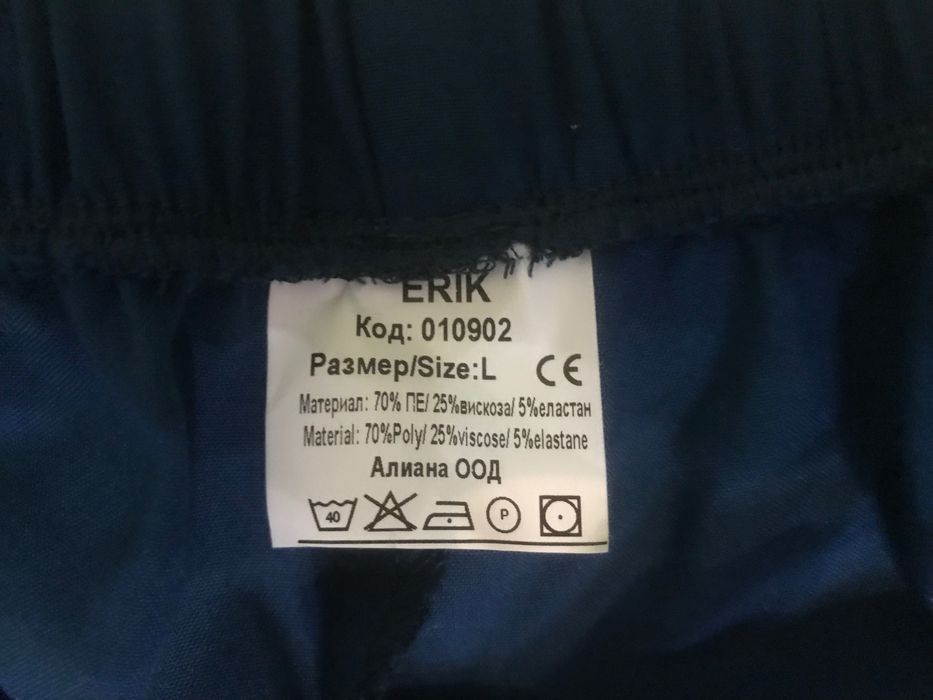 ERIK
Код: 010902
Размер/Size:L CE
Материал: 70% ПЕ/ 25%вискоза/ 5%еластан
Material: 70%Poly/ 25%viscose/ 5%elastane
Алиана ООД
40 P